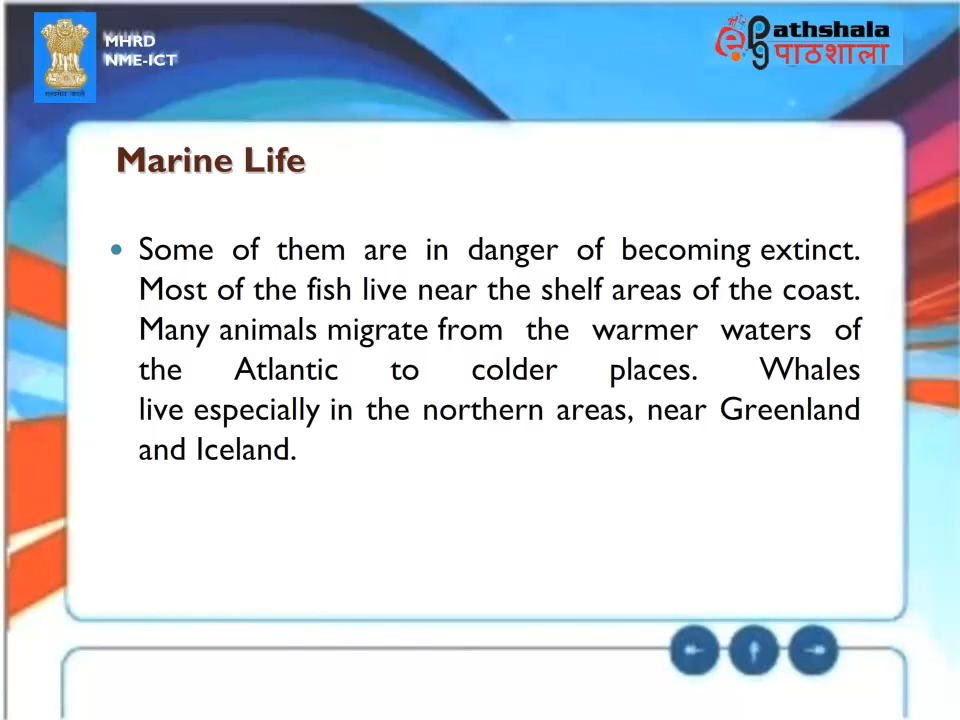 MHRD
NME-ICT
ePathshala
पाठशाला
Marine Life
Some of them are in danger of becoming extinct.
Most of the fish live near the shelf areas of the coast.
Many animals migrate from the warmer waters of
the Atlantic to colder places. Whales
live especially in the northern areas, near Greenland
and Iceland.